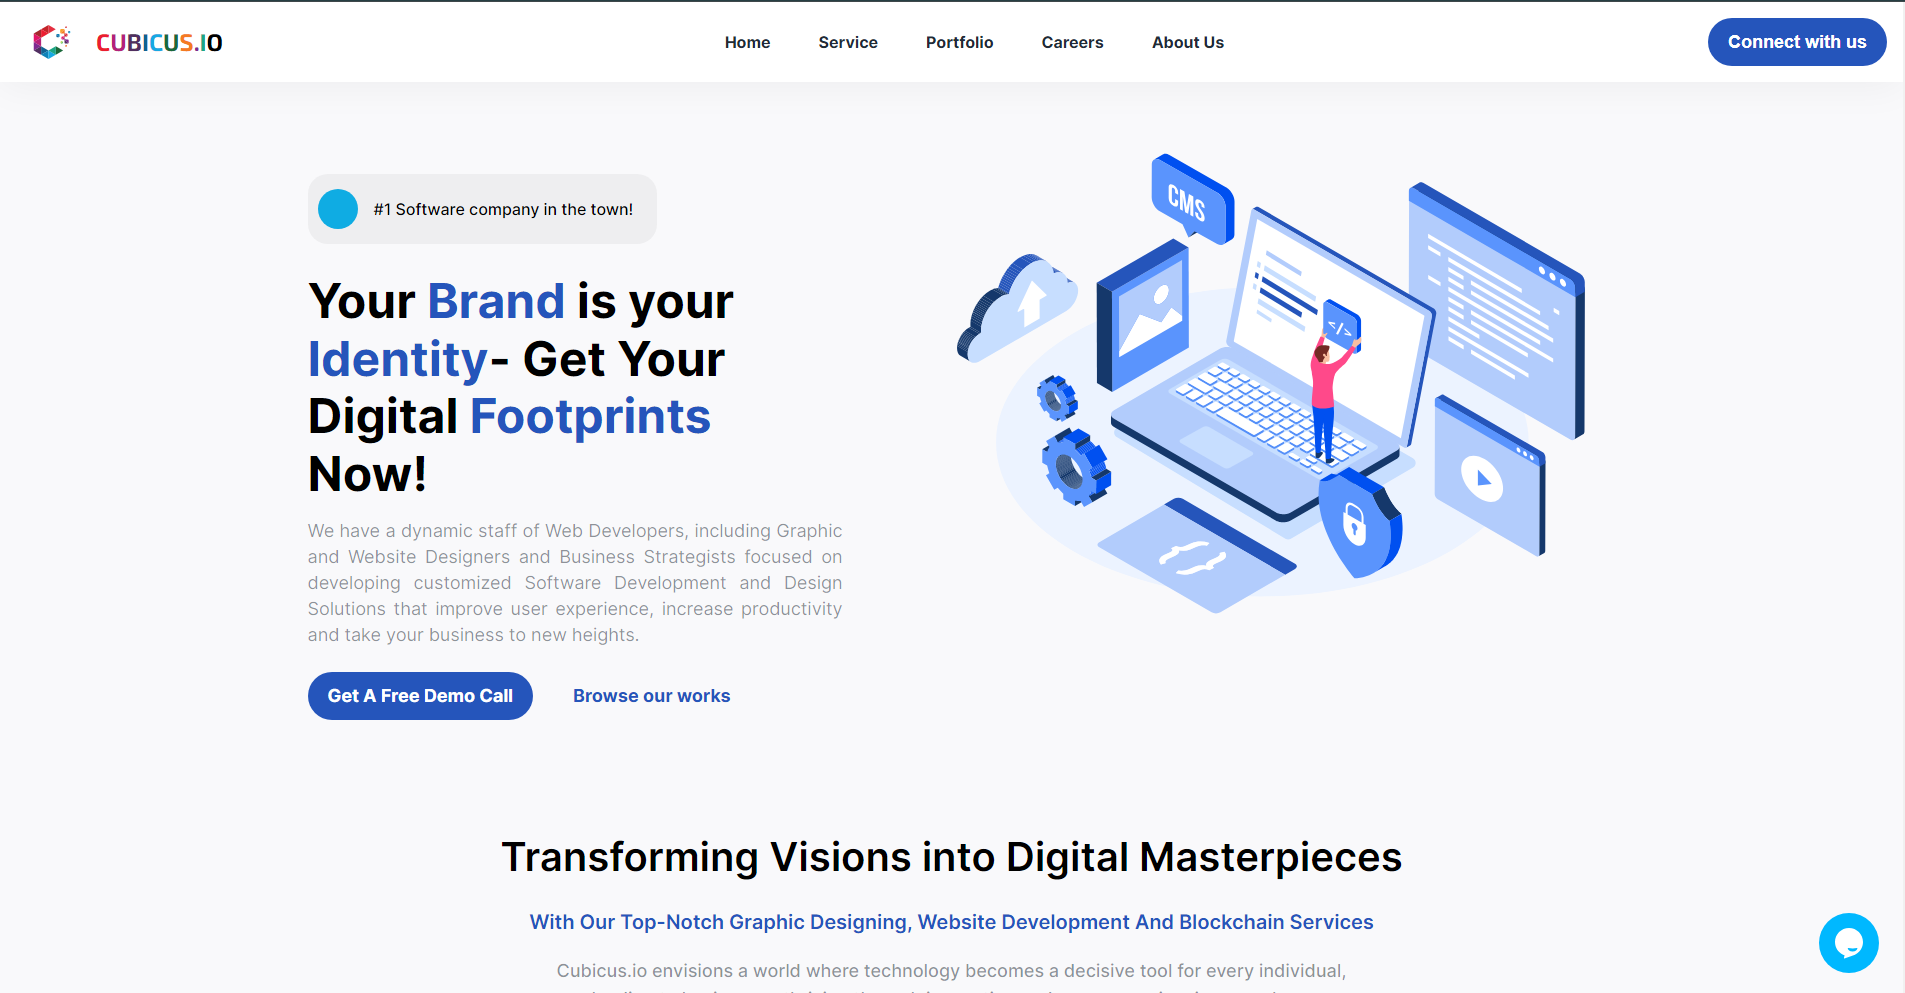 CUBICUS.IO
Home
Service
Portfolio
Careers
About Us
Connect with us
#1 Software company in the town!
CMS
</>
{ }
Your Brand is your
Identity- Get Your
Digital Footprints
Now!
We have a dynamic staff of Web Developers, including Graphic
and Website Designers and Business Strategists focused on
developing customized Software Development and Design
Solutions that improve user experience, increase productivity
and take your business to new heights.
Get A Free Demo Call
Browse our works
Transforming Visions into Digital Masterpieces
With Our Top-Notch Graphic Designing, Website Development And Blockchain Services
Cubicus.io envisions a world where technology becomes a decisive tool for every individual,